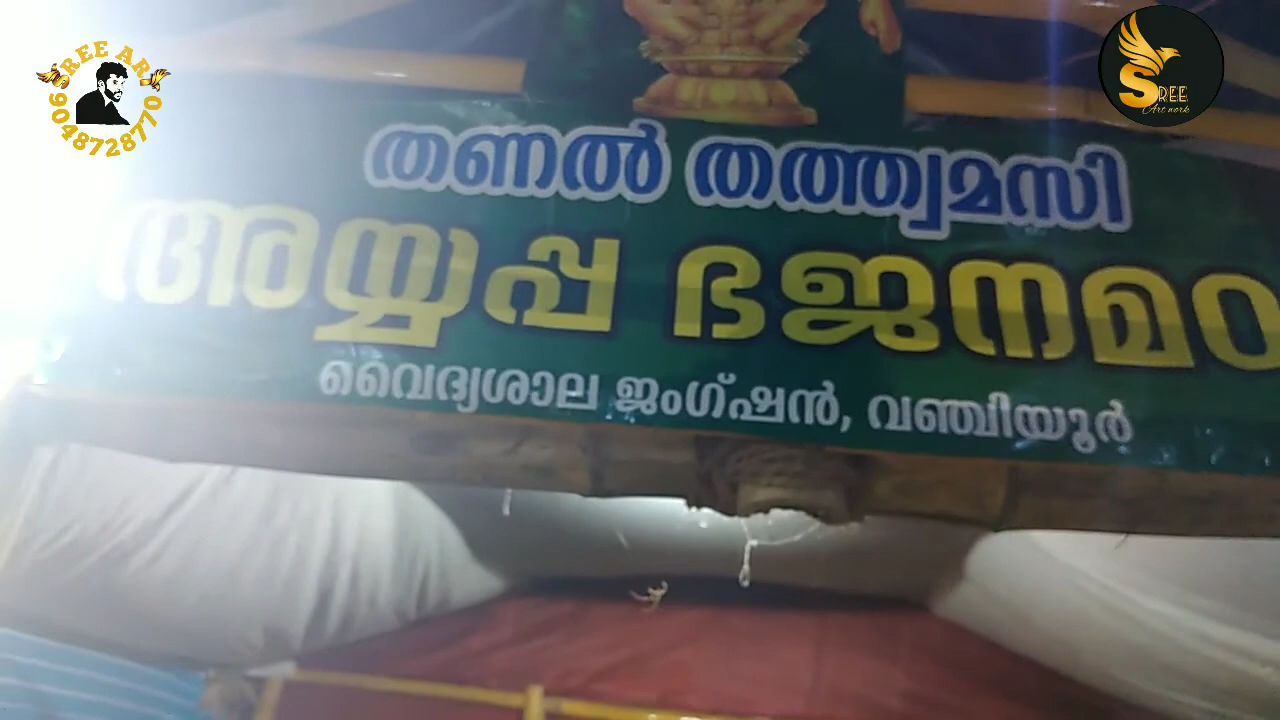 SREE ART
9048728770
SREE
Art work
തണൽ തത്ത്വമസി
അയ്യപ്പ ഭജനമഠ
വൈദ്യശാല ജംഗ്ഷൻ, വഞ്ചിയൂർ